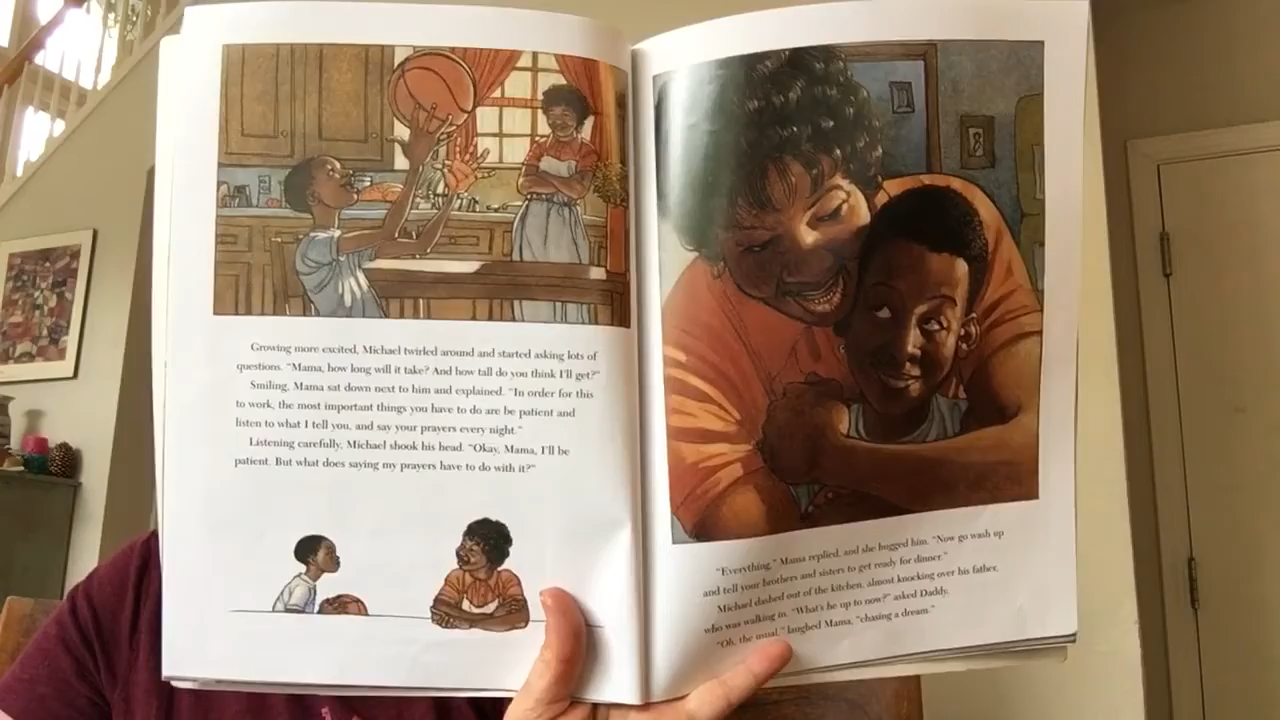 Growing more excited, Michael twirled around and started asking lots of
questions. "Mama, how long will it take? And how tall do you think I'll get?"
Smiling, Mama sat down next to him and explained. "In order for this
to work, the most important things you have to do are be patient and
listen to what I tell you, and say your prayers every night."
Listening carefully, Michael shook his head. "Okay, Mama, I'll be
patient. But what does saying my prayers have to do with it?"
"Everything," Mama replied, and she hugged him. "Now go wash up
and tell your brothers and sisters to get ready for dinner."
Michael dashed out of the kitchen, almost knocking over his father,
who was walking in. "What's he up to now?" asked Daddy.
"Oh, the usual," laughed Mama, "chasing a dream."